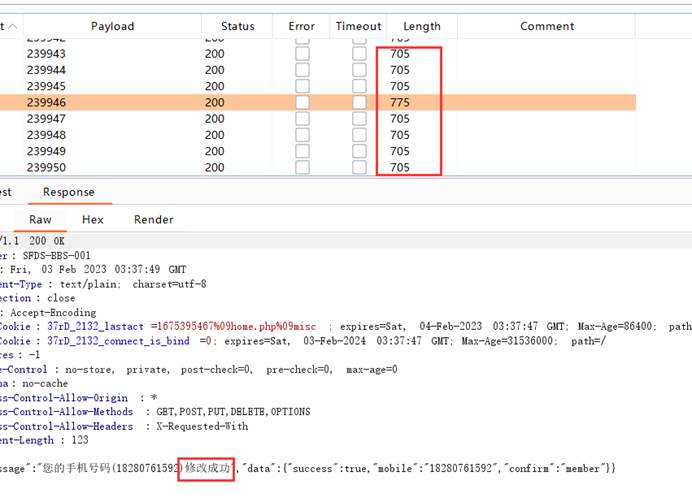 t Payload Status Error Timeout Length Comment
239943 200 705
239944 200 705
239945 200 705
239946 200 775
239947 200 705
239948 200 705
239949 200 705
239950 200 705
est Response
Raw Hex Render
/1.1 200 OK
er : SFDS-BBS-001
: Fri, 03 Feb 2023 03:37:49 GMT
ent-Type : text/plain; charset=utf-8
ection : close
: Accept-Encoding
Cookie : 37rD_2132_lastact =1675395467%09home.php%09misc ; expires=Sat, 04-Feb-2023 03:37:47 GMT; Max-Age=86400; path
Cookie : 37rD_2132_connect_is_bind =0; expires=Sat, 03-Feb-2024 03:37:47 GMT; Max-Age=31536000; path=/
res : -1
e-Control : no-store, private, post-check=0, pre-check=0, max-age=0
ma : no-cache
ss-Control-Allow-Origin : *
ss-Control-Allow-Methods : GET,POST,PUT,DELETE,OPTIONS
ss-Control-Allow-Headers : X-Requested-With
ent-Length : 123
ssage":"您的手机号码(18280761592)修改成功","data":{"success":true,"mobile":"18280761592","confirm":"member"}}